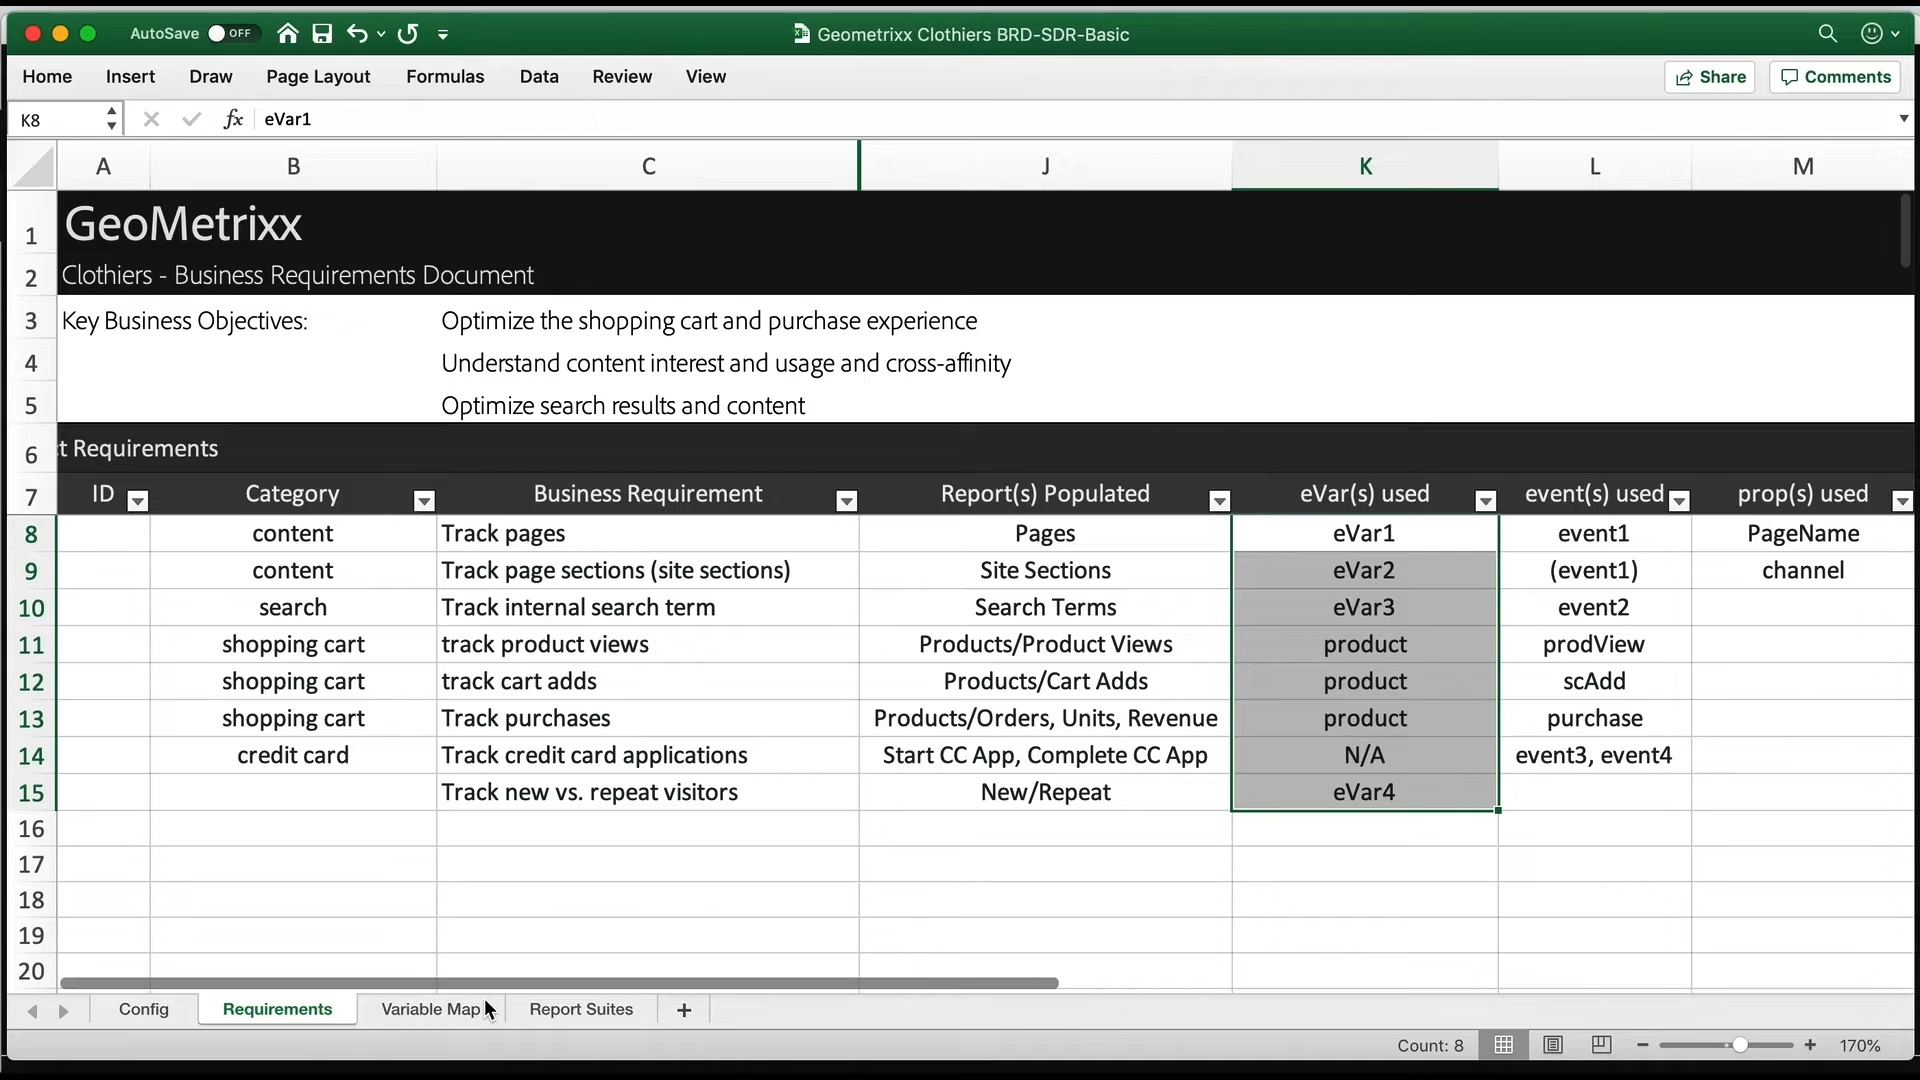 AutoSave OFF Geometrixx Clothiers BRD-SDR-Basic
Home Insert Draw Page Layout Formulas Data Review View Share Comments
K8 fx eVar1
A B C J K L M
1 GeoMetrixx
2 Clothiers - Business Requirements Document
3 Key Business Objectives: Optimize the shopping cart and purchase experience
4 Understand content interest and usage and cross-affinity
5 Optimize search results and content
6 t Requirements
7 ID Category Business Requirement Report(s) Populated eVar(s) used event(s) used prop(s) used
8 content Track pages Pages eVar1 event1 PageName
9 content Track page sections (site sections) Site Sections eVar2 (event1) channel
10 search Track internal search term Search Terms eVar3 event2
11 shopping cart track product views Products/Product Views product prodView
12 shopping cart track cart adds Products/Cart Adds product scAdd
13 shopping cart Track purchases Products/Orders, Units, Revenue product purchase
14 credit card Track credit card applications Start CC App, Complete CC App N/A event3, event4
15 Track new vs. repeat visitors New/Repeat eVar4
16
17
18
19
20
Config Requirements Variable Map Report Suites +
Count: 8 170%